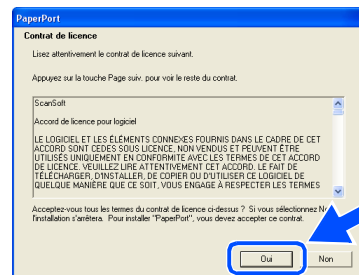 PaperPort
Contrat de licence
Lisez attentivement le contrat de licence suivant.
Appuyez sur la touche Page suiv. pour voir le reste du contrat.
ScanSoft
Accord de licence pour logiciel
LE LOGICIEL ET LES ÉLÉMENTS CONNEXES FOURNIS DANS LE CADRE DE CET
ACCORD SONT CEDES SOUS LICENCE, NON VENDUS ET PEUVENT ÊTRE
UTILISÉS UNIQUEMENT EN CONFORMITE AVEC LES TERMES DE CET ACCORD
DE LICENCE. VEUILLEZ LIRE ATTENTIVEMENT CET ACCORD. LE FAIT DE
TÉLÉCHARGER, D'INSTALLER, DE COPIER OU D'UTILISER CE LOGICIEL DE
QUELQUE MANIÈRE QUE CE SOIT, VOUS ENGAGE À RESPECTER LES TERMES
Acceptez-vous tous les termes du contrat de licence ci-dessus ? Si vous sélectionnez
l'installation s'arrêtera. Pour installer "PaperPort", vous devez accepter ce contrat.
Oui
Non